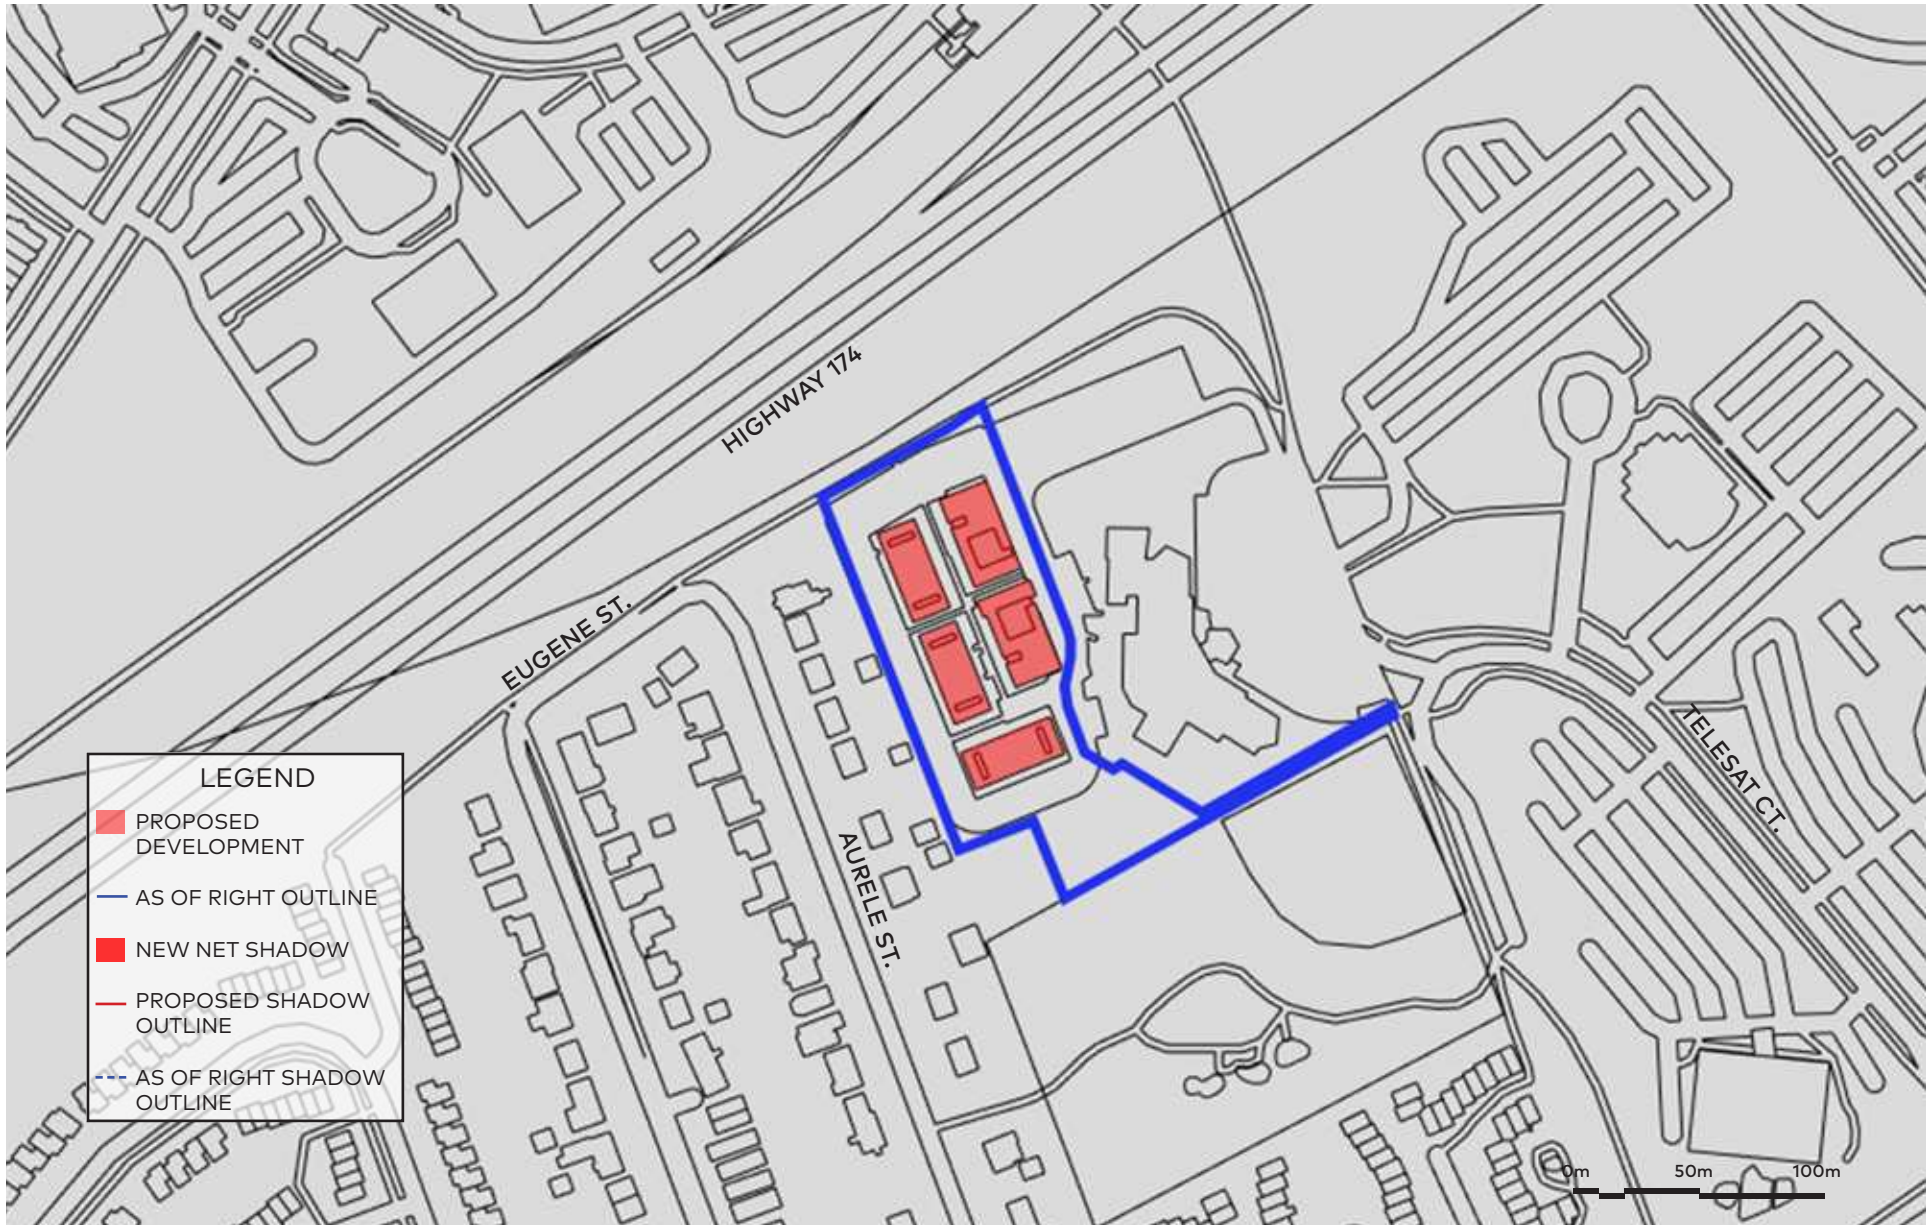 HIGHWAY 174
EUGENE ST.
AURELE ST.
TELESAT CT.
LEGEND
PROPOSED
DEVELOPMENT
AS OF RIGHT OUTLINE
NEW NET SHADOW
PROPOSED SHADOW
OUTLINE
AS OF RIGHT SHADOW
OUTLINE
0m 50m 100m